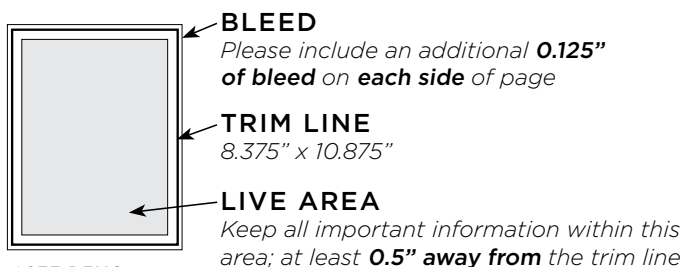 BLEED
Please include an additional 0.125”
of bleed on each side of page
TRIM LINE
8.375” x 10.875”
LIVE AREA
Keep all important information within this
area; at least 0.5” away from the trim line